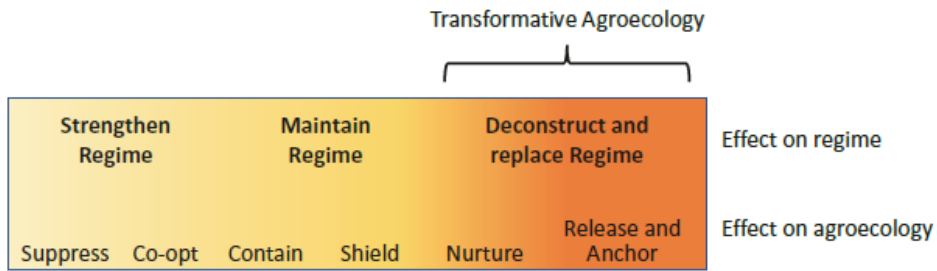 Transformative Agroecology
Strengthen Regime
Maintain Regime
Deconstruct and replace Regime
Effect on regime
Suppress
Co-opt
Contain
Shield
Nurture
Release and Anchor
Effect on agroecology